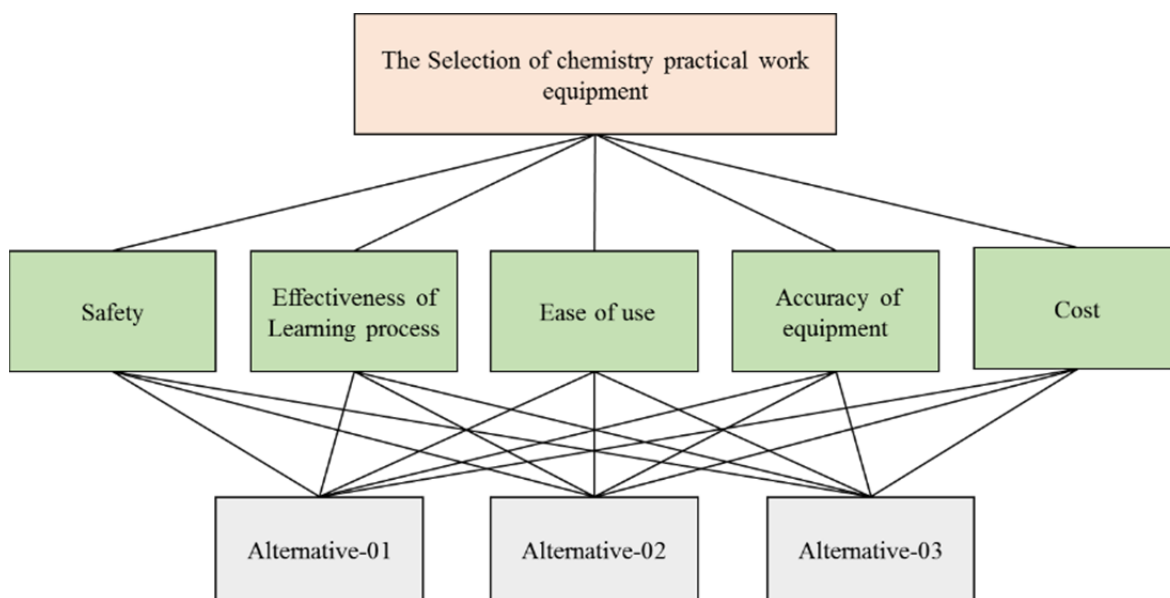 The Selection of chemistry practical work
equipment
Safety
Effectiveness of
Learning process
Ease of use
Accuracy of
equipment
Cost
Alternative-01
Alternative-02
Alternative-03